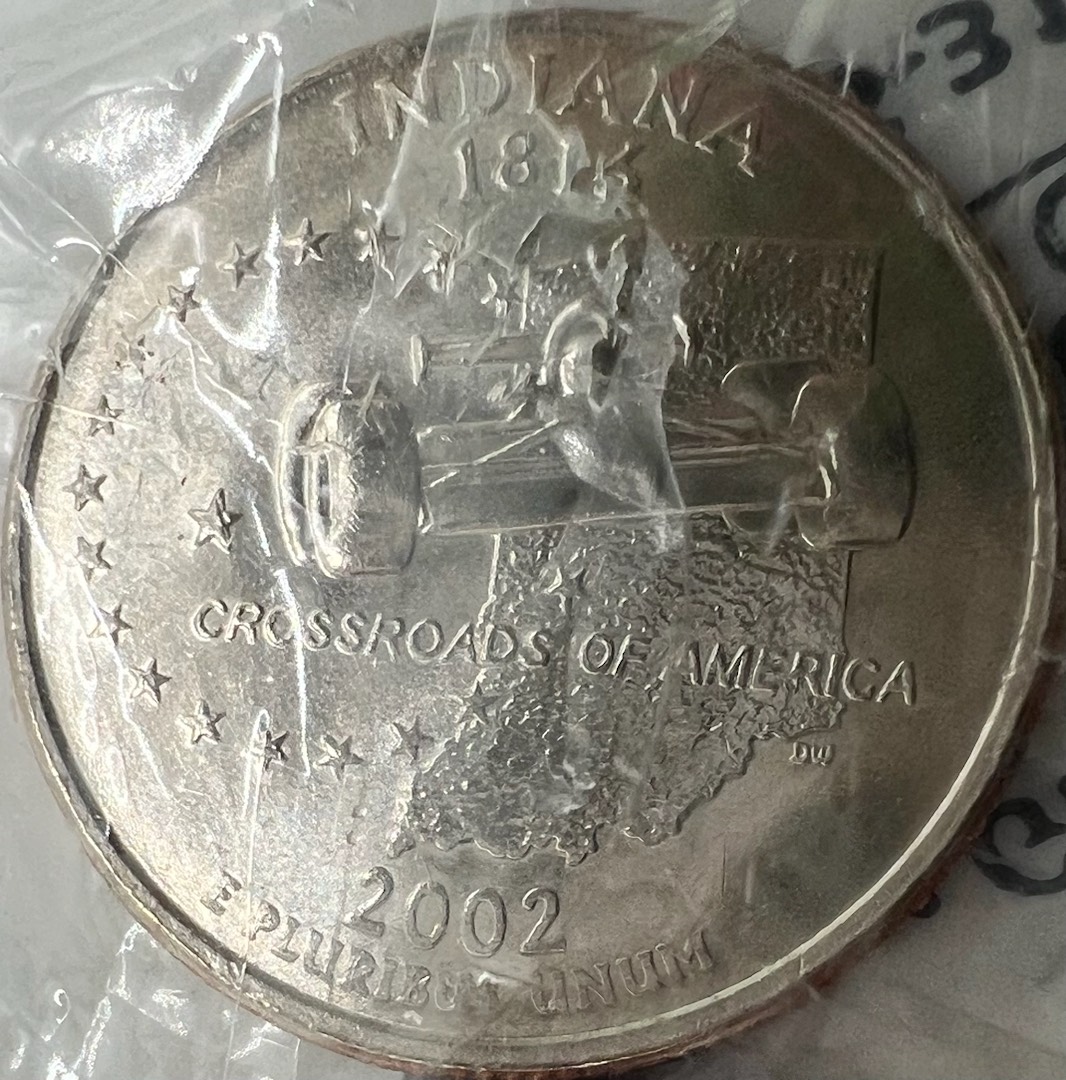 INDIANA
1816
CROSSROADS OF AMERICA
DW
2002
E PLURIBUS UNUM